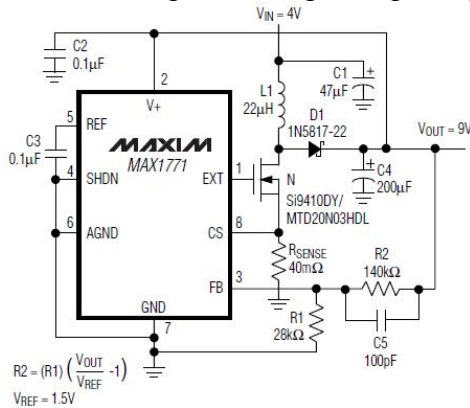 VIN = 4V
C2
0.1µF
2
V+
L1
22µH
C1
47µF
+
D1
1N5817-22
VOUT = 9V
5
REF
C3
0.1µF
MAXIM
MAX1771
4
SHDN
EXT
1
N
Si9410DY/
MTD20N03HDL
+
C4
200µF
6
AGND
CS
8
RSENSE
40mΩ
R2
140kΩ
FB
3
GND
7
R1
28kΩ
C5
100pF
R2 = (R1) (VOUT/VREF -1)
VREF = 1.5V